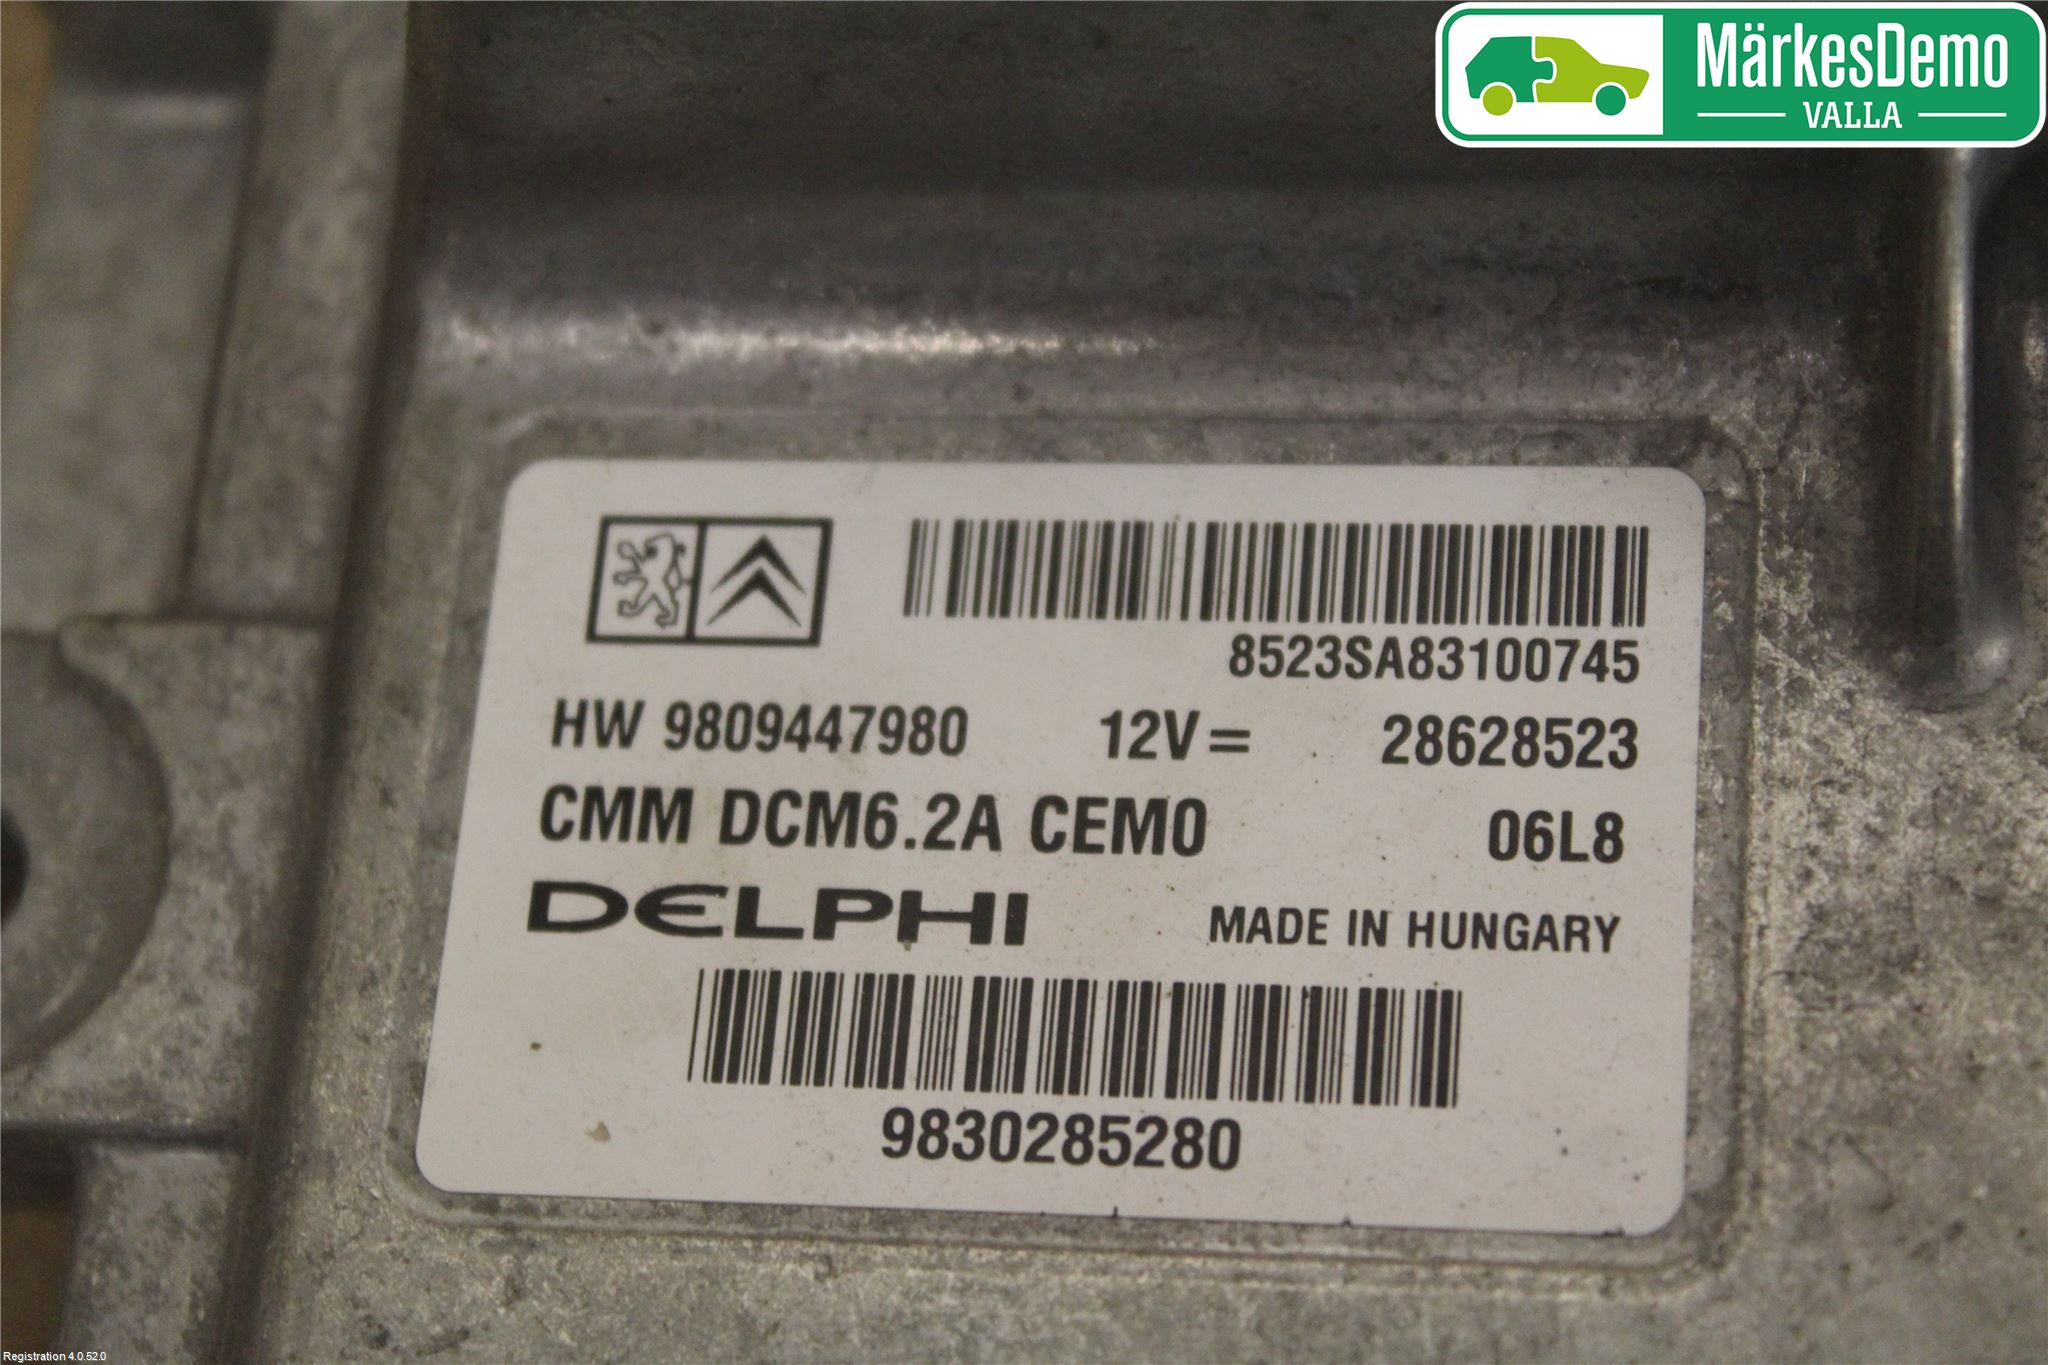 MärkesDemo
VALLA
8523SA83100745
HW 9809447980 12V= 28628523
CMM DCM6.2A CEM0 06L8
DELPHI MADE IN HUNGARY
9830285280
Registration 4.0.52.0